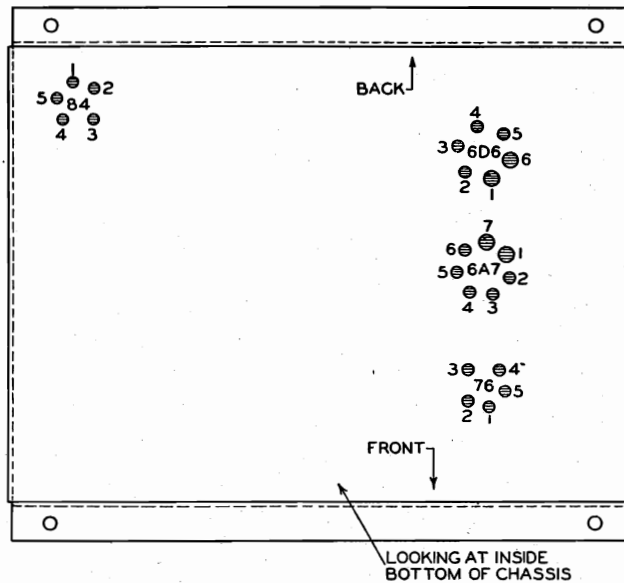 BACK
1
5 84 2
4 3
4
3 6D6 5
6
2
1
7
6 1
5 6A7 2
4 3
3 4
76 5
2
1
FRONT
LOOKING AT INSIDE
BOTTOM OF CHASSIS